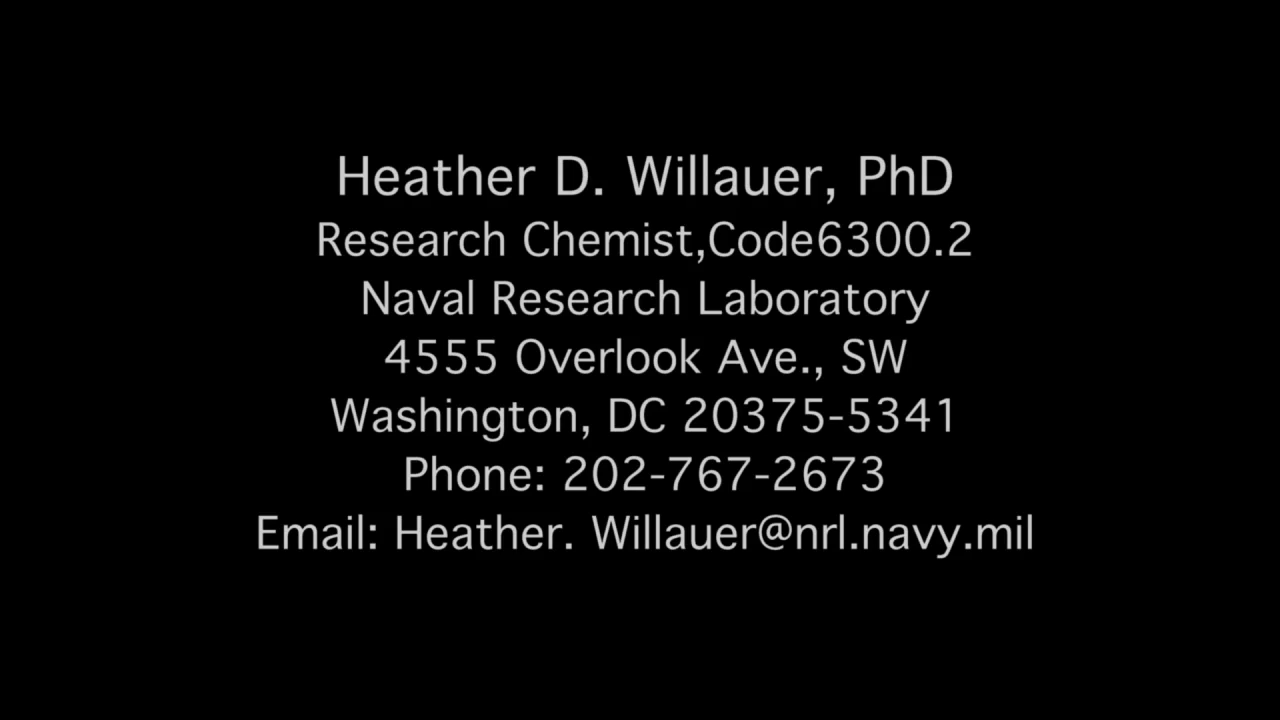 Heather D. Willauer, PhD
Research Chemist,Code6300.2
Naval Research Laboratory
4555 Overlook Ave., SW
Washington, DC 20375-5341
Phone: 202-767-2673
Email: Heather. Willauer@nrl.navy.mil